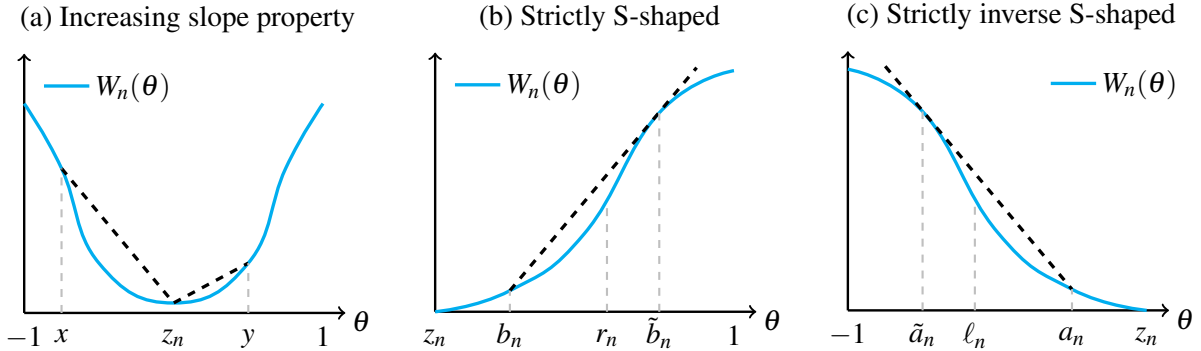 (a) Increasing slope property
(b) Strictly S-shaped
(c) Strictly inverse S-shaped
Wₙ(θ)
Wₙ(θ)
Wₙ(θ)
−1 x zₙ y 1 θ
zₙ bₙ rₙ b̃ₙ 1 θ
−1 ãₙ ℓₙ aₙ zₙ θ